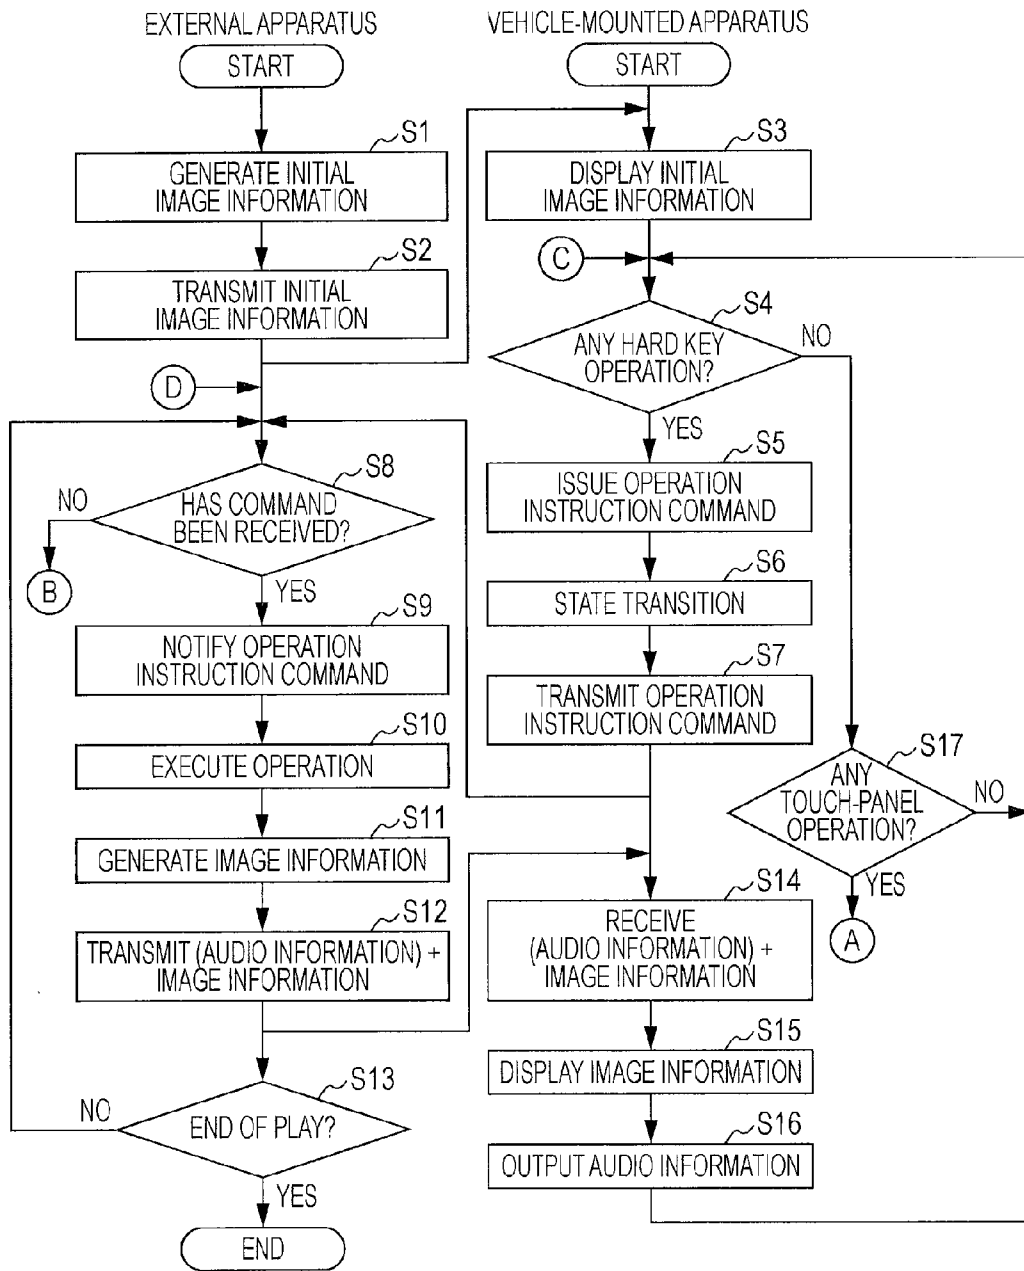 EXTERNAL APPARATUS
START
S1
GENERATE INITIAL
IMAGE INFORMATION
S2
TRANSMIT INITIAL
IMAGE INFORMATION
D
S8
HAS COMMAND
BEEN RECEIVED?
NO
B
YES
S9
NOTIFY OPERATION
INSTRUCTION COMMAND
S10
EXECUTE OPERATION
S11
GENERATE IMAGE INFORMATION
S12
TRANSMIT (AUDIO INFORMATION) +
IMAGE INFORMATION
S13
END OF PLAY?
NO
YES
END
VEHICLE-MOUNTED APPARATUS
START
S3
DISPLAY INITIAL
IMAGE INFORMATION
C
S4
ANY HARD KEY
OPERATION?
NO
YES
S5
ISSUE OPERATION
INSTRUCTION COMMAND
S6
STATE TRANSITION
S7
TRANSMIT OPERATION
INSTRUCTION COMMAND
S17
ANY
TOUCH-PANEL
OPERATION?
NO
YES
A
S14
RECEIVE
(AUDIO INFORMATION) +
IMAGE INFORMATION
S15
DISPLAY IMAGE INFORMATION
S16
OUTPUT AUDIO INFORMATION